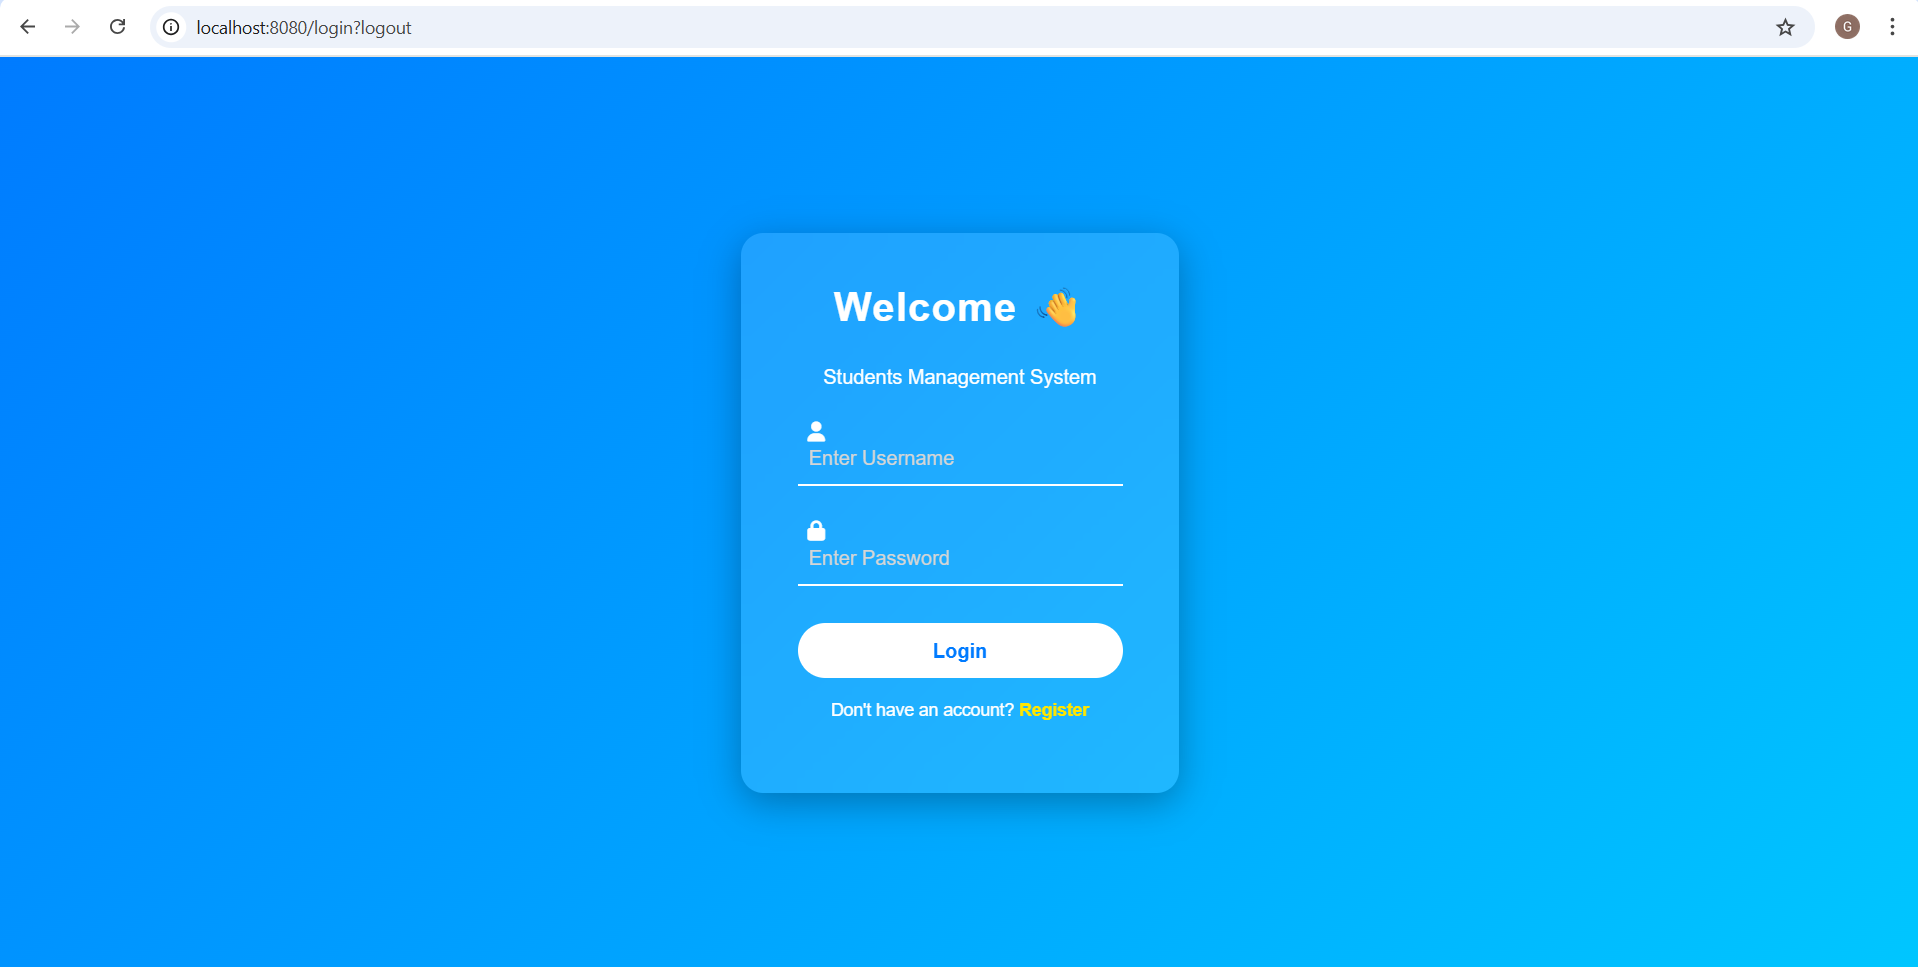 localhost:8080/login?logout
G
Welcome 👋
Students Management System
Enter Username
Enter Password
Login
Don't have an account? Register